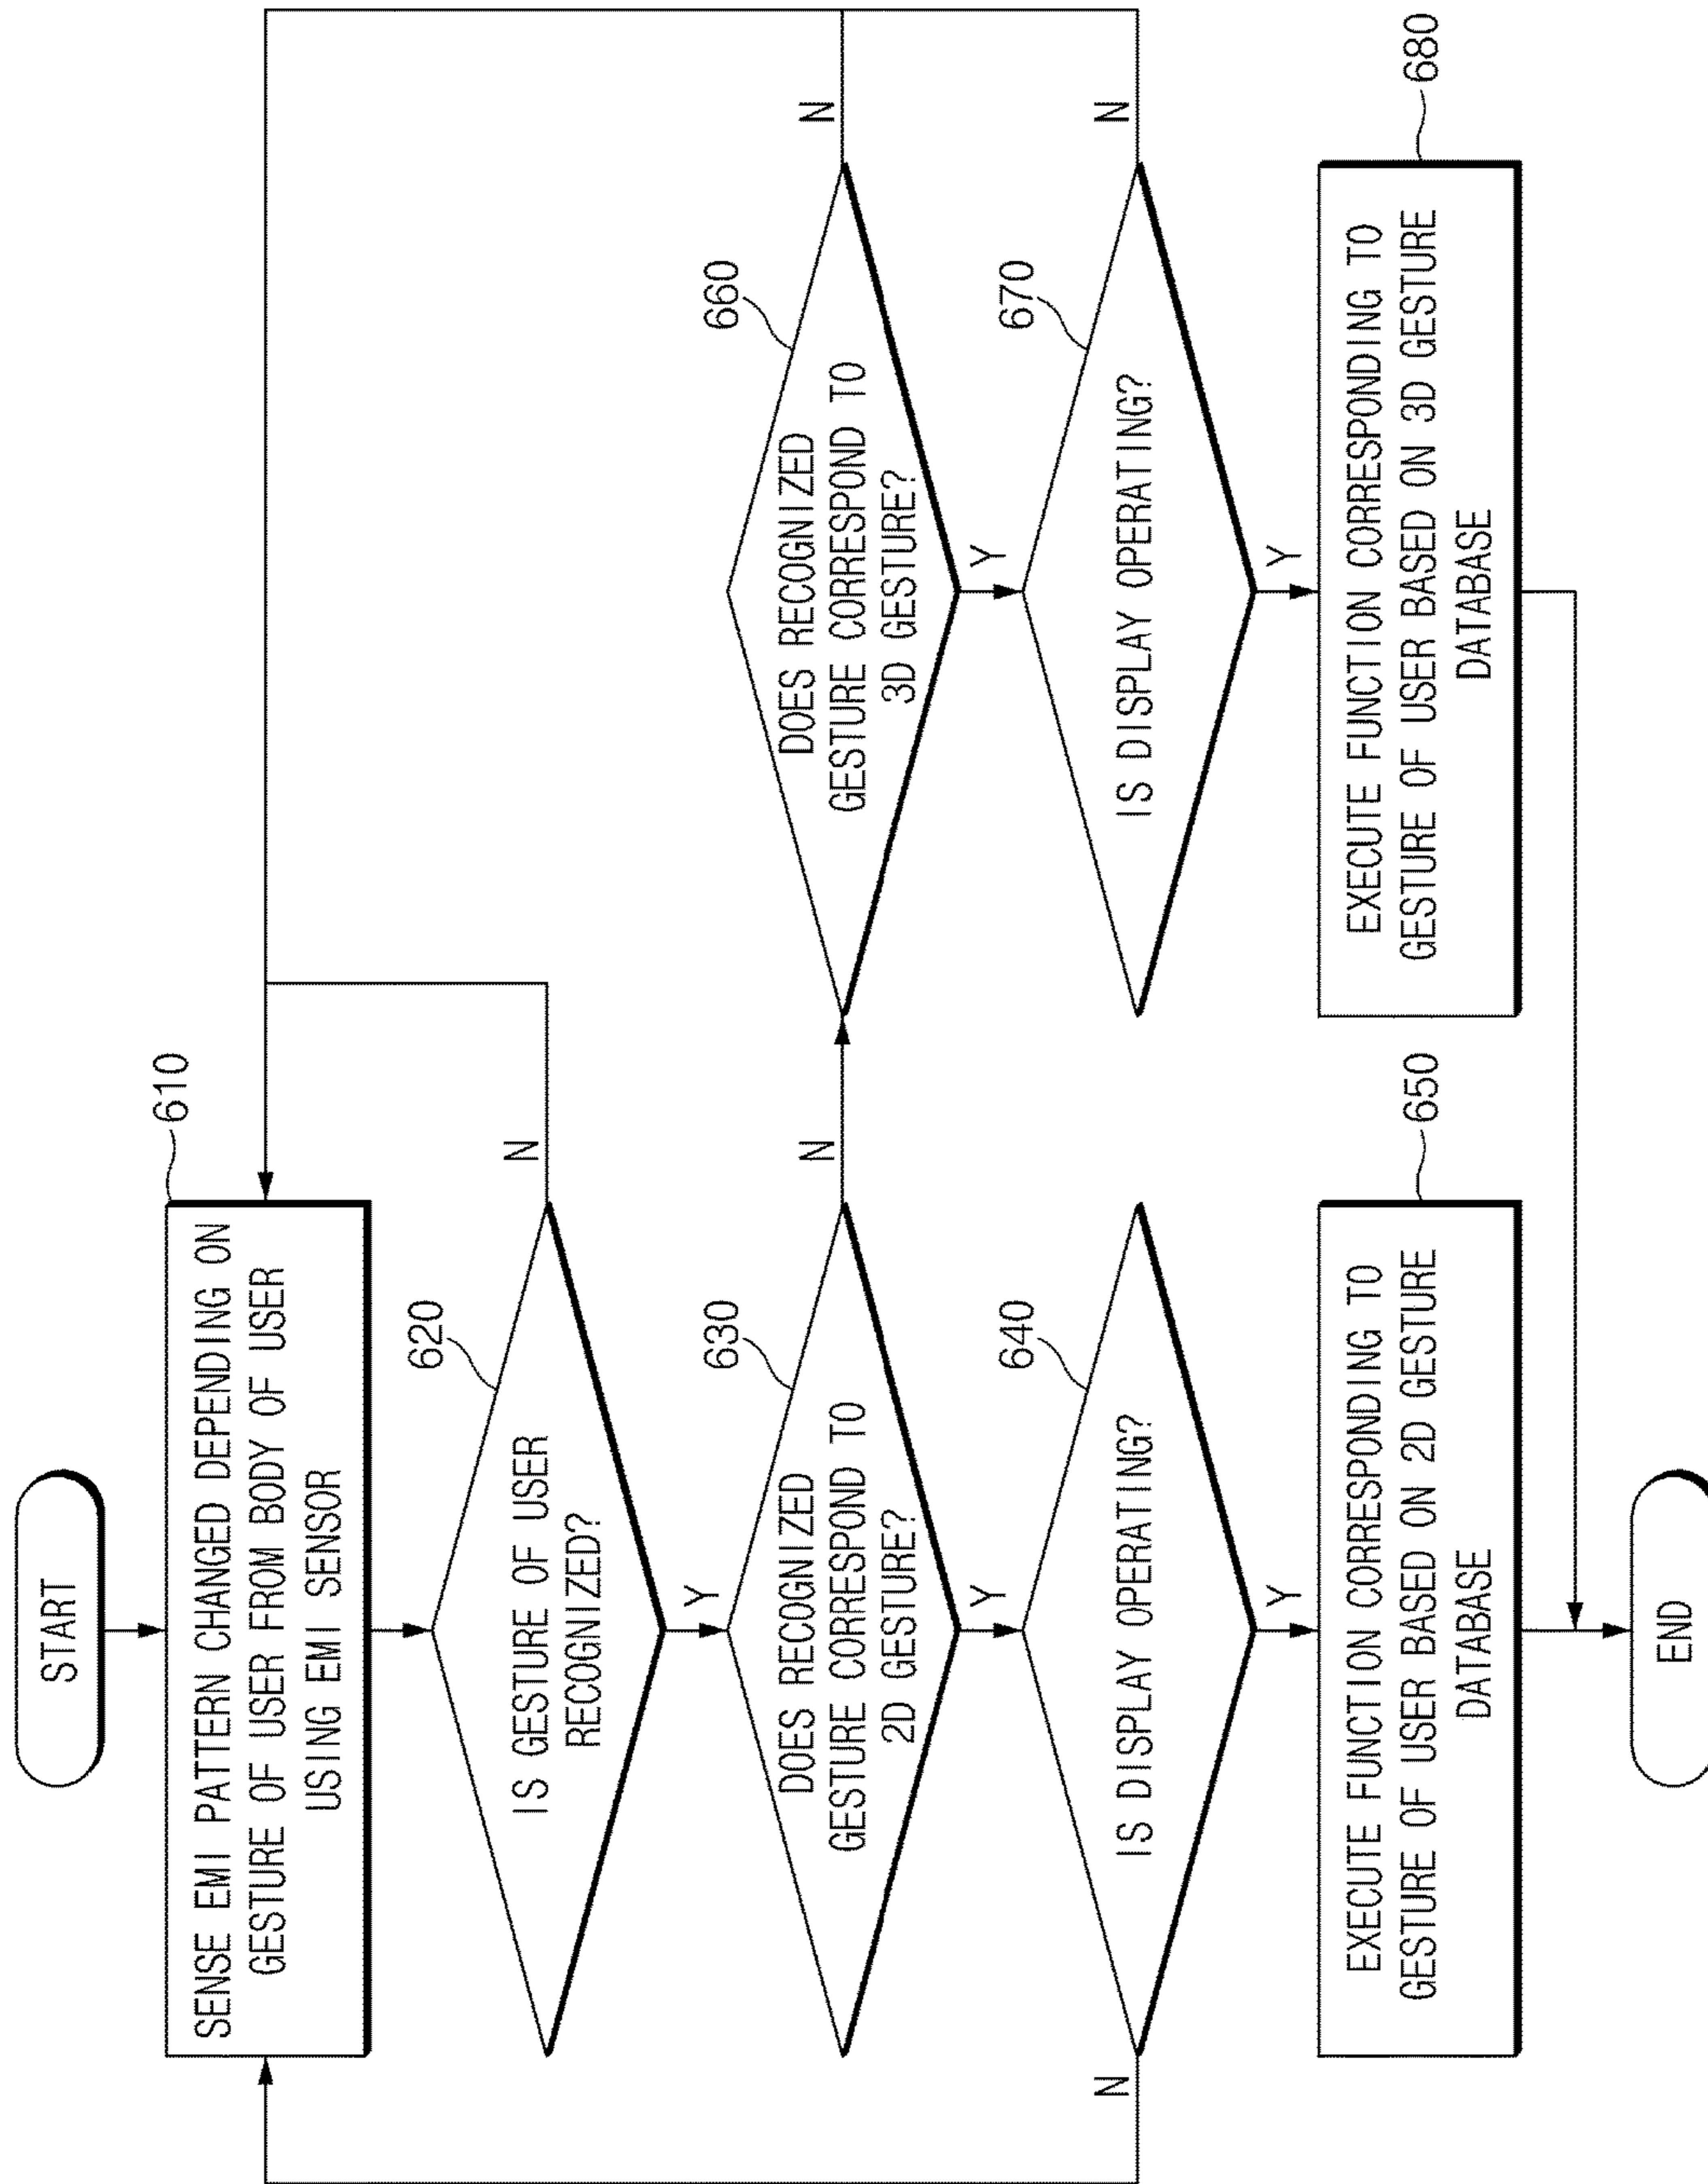 START
610
SENSE EMI PATTERN CHANGED DEPENDING ON
GESTURE OF USER FROM BODY OF USER
USING EMI SENSOR
620
IS GESTURE OF USER
RECOGNIZED?
N
Y
630
DOES RECOGNIZED
GESTURE CORRESPOND TO
2D GESTURE?
N
Y
660
DOES RECOGNIZED
GESTURE CORRESPOND TO
3D GESTURE?
N
Y
640
IS DISPLAY OPERATING?
N
Y
670
IS DISPLAY OPERATING?
N
Y
650
EXECUTE FUNCTION CORRESPONDING TO
GESTURE OF USER BASED ON 2D GESTURE
DATABASE
680
EXECUTE FUNCTION CORRESPONDING TO
GESTURE OF USER BASED ON 3D GESTURE
DATABASE
END